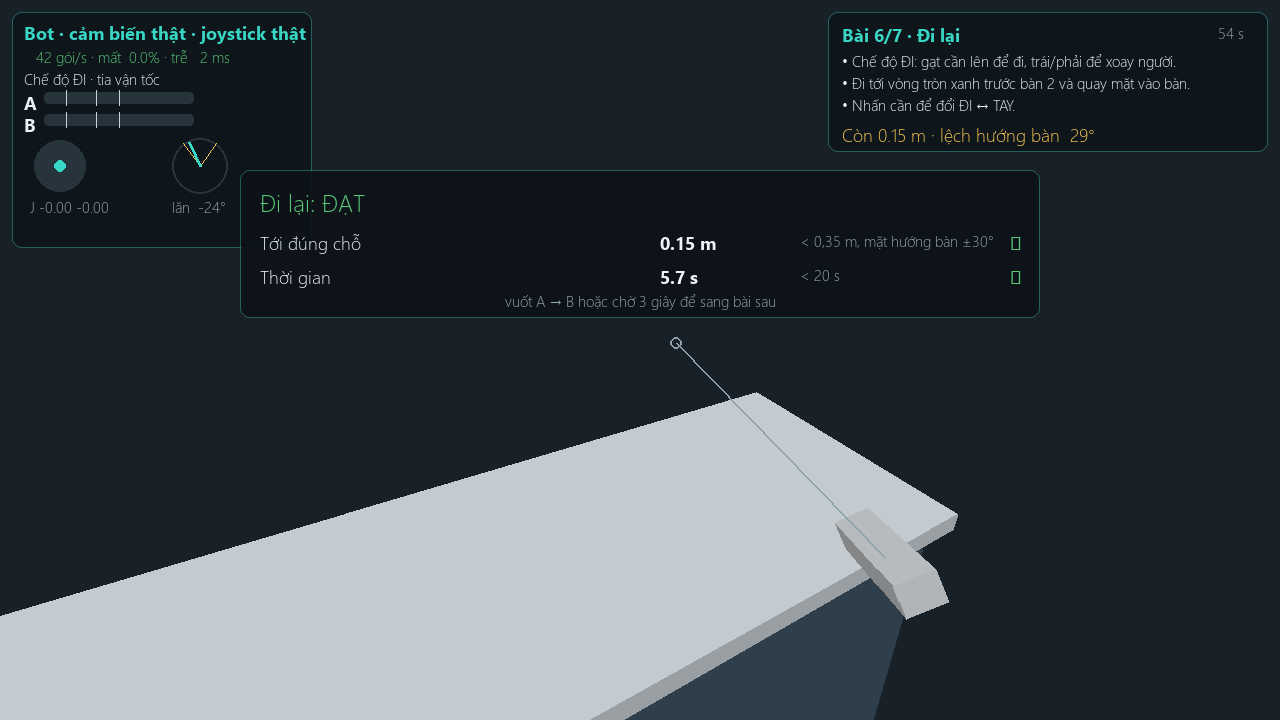 Bot · cảm biến thật · joystick thật
42 gói/s · mất 0.0% · trễ 2 ms
Chế độ ĐI · tia vận tốc
A
B
J -0.00 -0.00
lăn -24°
Bài 6/7 · Đi lại
54 s
• Chế độ ĐI: gạt cần lên để đi, trái/phải để xoay người.
• Đi tới vòng tròn xanh trước bàn 2 và quay mặt vào bàn.
• Nhấn cần để đổi ĐI ↔ TAY.
Còn 0.15 m · lệch hướng bàn 29°
Đi lại: ĐẠT
Tới đúng chỗ 0.15 m < 0,35 m, mặt hướng bàn ±30°
Thời gian 5.7 s < 20 s
vuốt A → B hoặc chờ 3 giây để sang bài sau